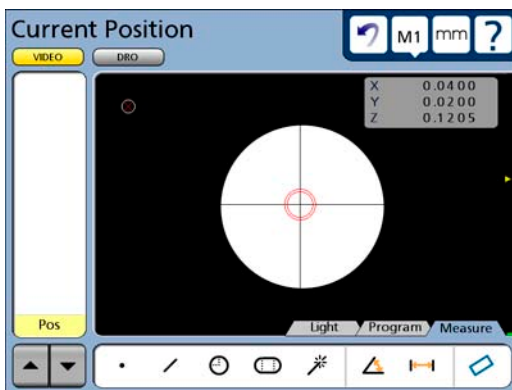 Current Position
M1 mm ?
VIDEO DRO
X 0.0400
Y 0.0200
Z 0.1205
Pos
Light Program Measure